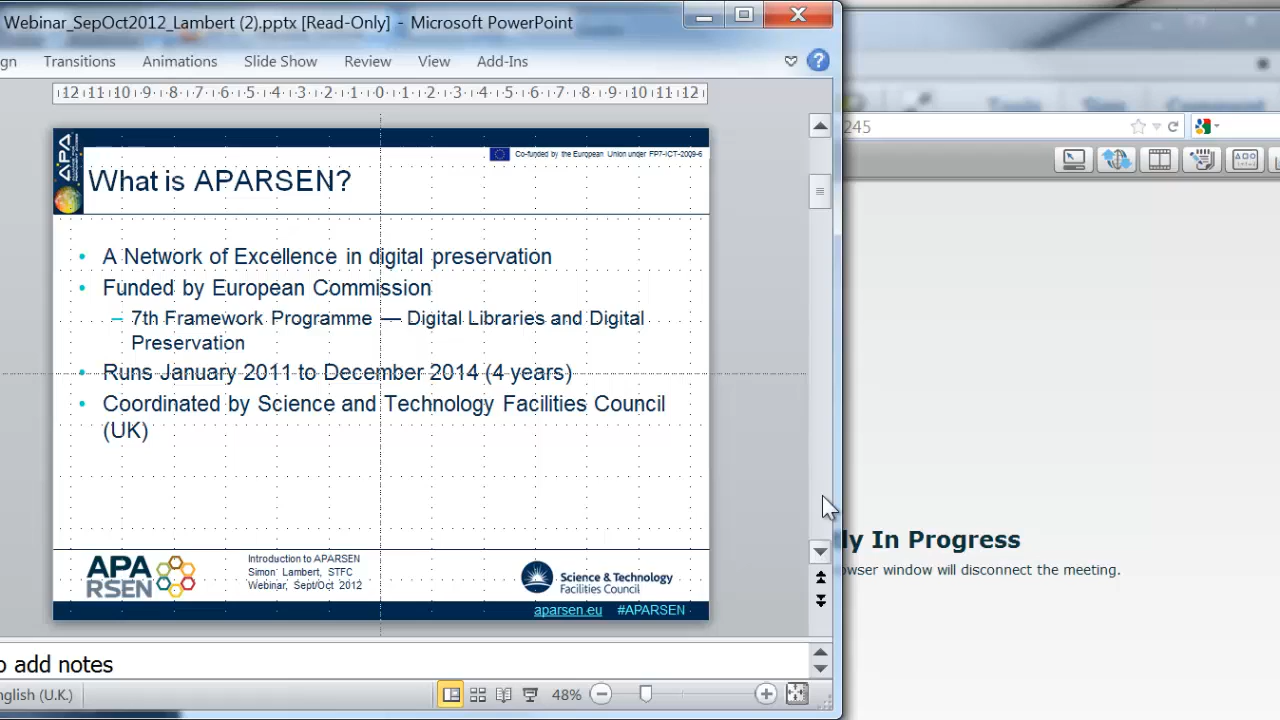 Webinar_SepOct2012_Lambert (2).pptx [Read-Only] - Microsoft PowerPoint
gn Transitions Animations Slide Show Review View Add-Ins
12 11 10 9 8 7 6 5 4 3 2 1 0 1 2 3 4 5 6 7 8 9 10 11 12
245
APA
Co-funded by the European Union under FP7-ICT-2009-6
What is APARSEN?
• A Network of Excellence in digital preservation
• Funded by European Commission
– 7th Framework Programme — Digital Libraries and Digital
Preservation
• Runs January 2011 to December 2014 (4 years)
• Coordinated by Science and Technology Facilities Council
(UK)
ly In Progress
owser window will disconnect the meeting.
APA
RSEN
Introduction to APARSEN
Simon Lambert, STFC
Webinar, Sept/Oct 2012
Science & Technology
Facilities Council
aparsen.eu #APARSEN
o add notes
nglish (U.K.)
48%